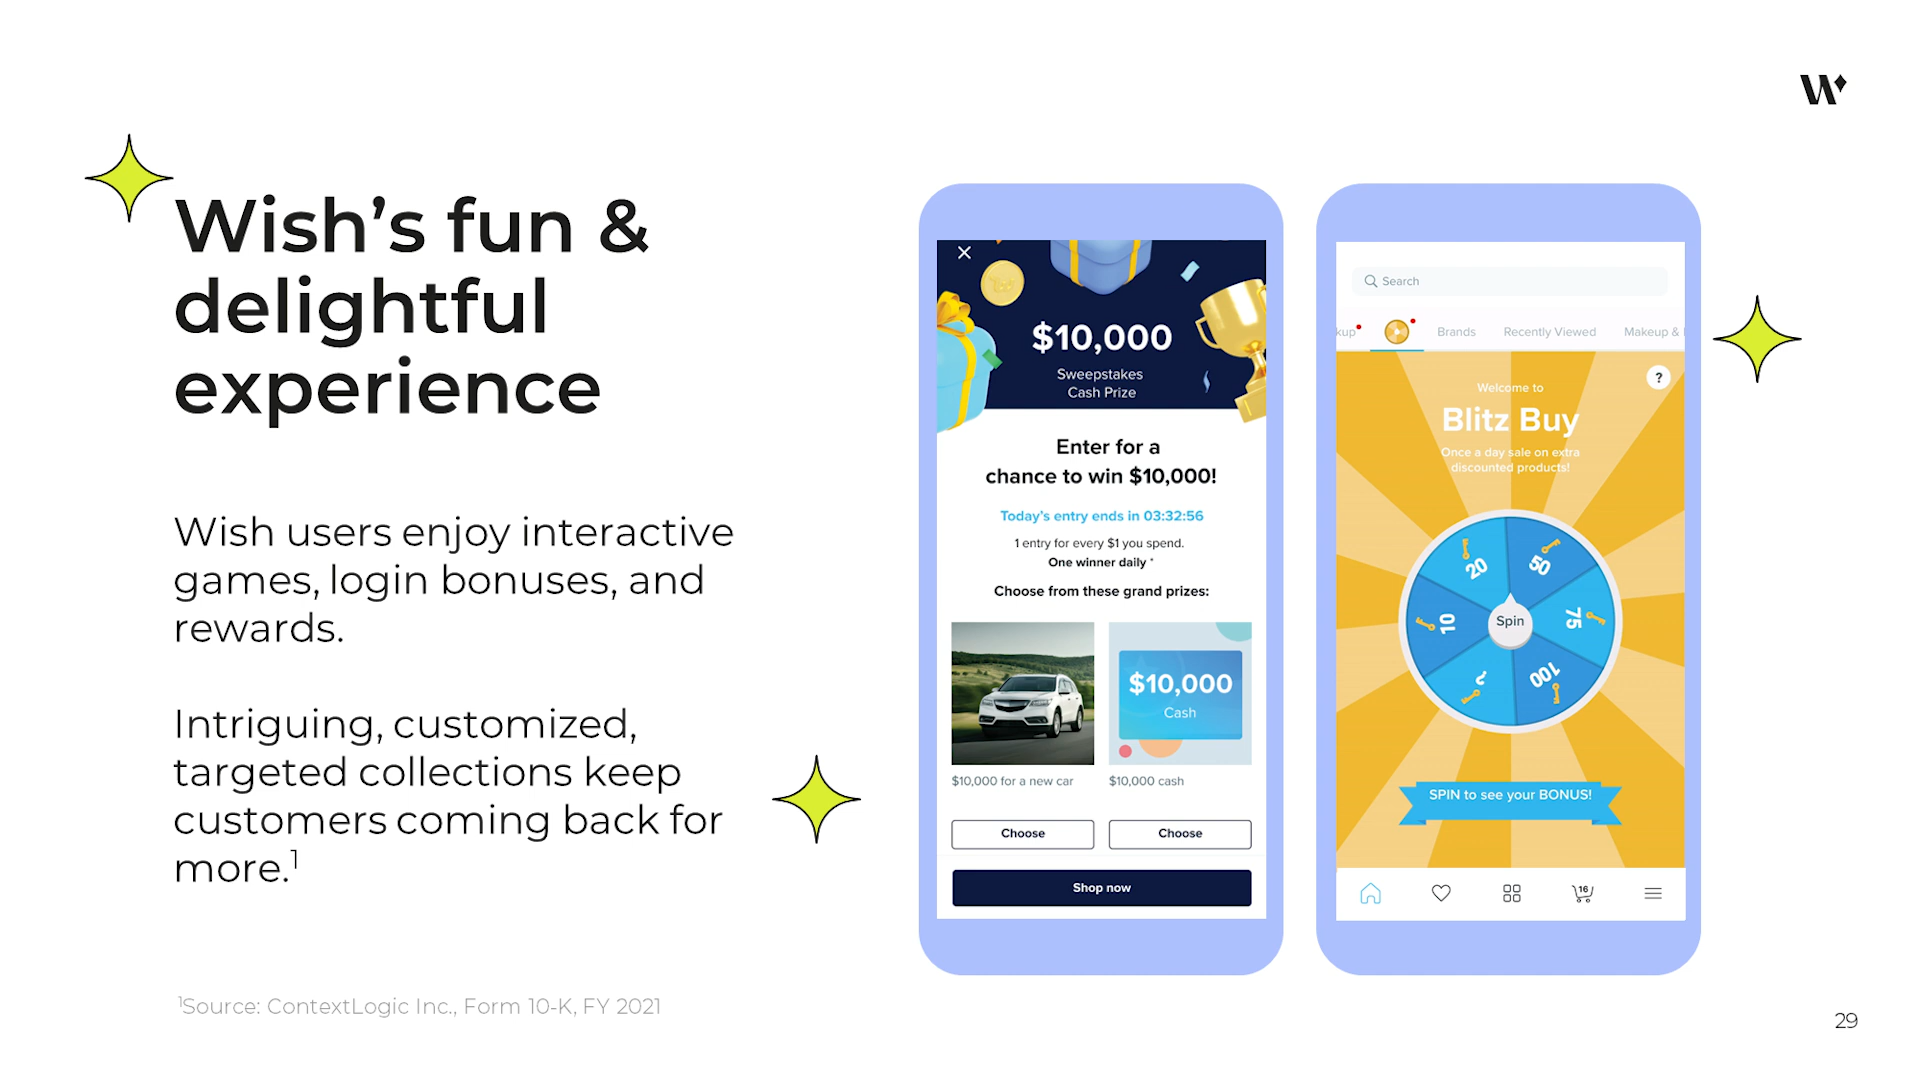 Wish’s fun &
delightful
experience
Wish users enjoy interactive
games, login bonuses, and
rewards.
Intriguing, customized,
targeted collections keep
customers coming back for
more.¹
¹Source: ContextLogic Inc., Form 10-K, FY 2021
W
$10,000
Sweepstakes
Cash Prize
Enter for a
chance to win $10,000!
Today’s entry ends in 03:32:56
1 entry for every $1 you spend.
One winner daily *
Choose from these grand prizes:
$10,000
Cash
$10,000 for a new car
$10,000 cash
Choose
Choose
Shop now
Search
kup
Brands
Recently Viewed
Makeup &
?
Welcome to
Blitz Buy
Once a day sale on extra
discounted products!
20
50
75
100
?
10
Spin
SPIN to see your BONUS!
16
29